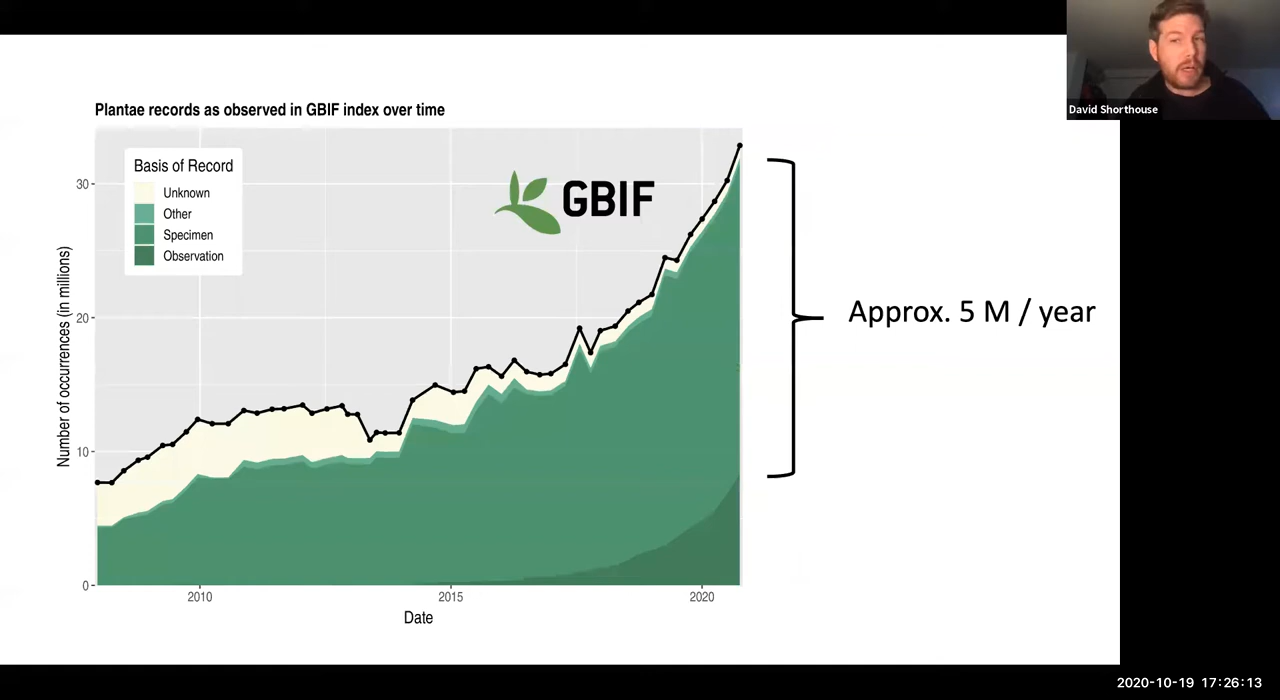 David Shorthouse
Plantae records as observed in GBIF index over time
Basis of Record
Unknown
Other
Specimen
Observation
GBIF
Number of occurrences (in millions)
30
20
10
0
2010
2015
2020
Date
Approx. 5 M / year
2020-10-19 17:26:13